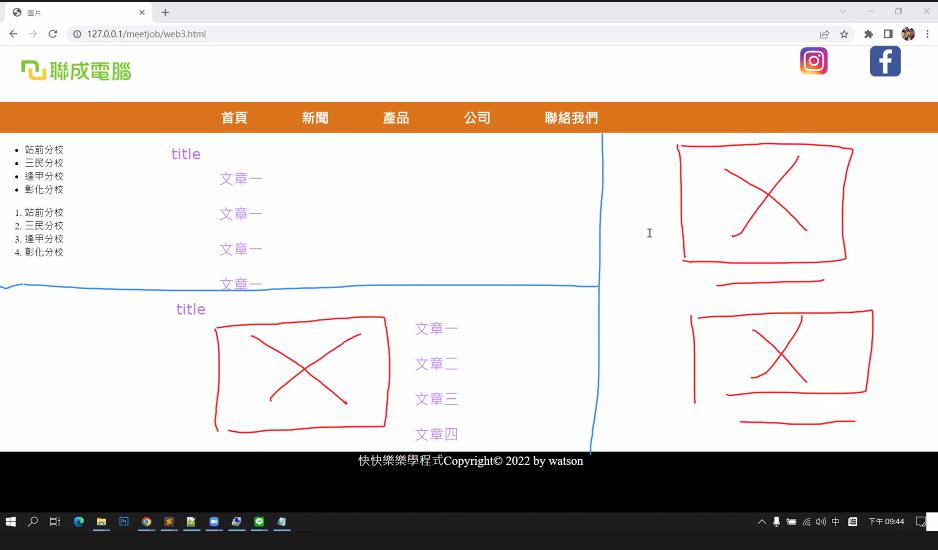 圖片
127.0.0.1/meetjob/web3.html
聯成電腦
首頁 新聞 產品 公司 聯絡我們
站前分校
三民分校
逢甲分校
彰化分校
1. 站前分校
2. 三民分校
3. 逢甲分校
4. 彰化分校
title
文章一
文章一
文章一
文章一
title
文章一
文章二
文章三
文章四
快快樂樂學程式Copyright© 2022 by watson
中
下午 09:44